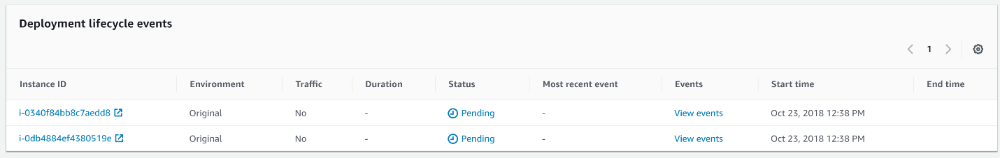 Deployment lifecycle events
1
Instance ID Environment Traffic Duration Status Most recent event Events Start time End time
i-0340f84bb8c7aedd8 Original No - Pending - View events Oct 23, 2018 12:38 PM
i-0db4884ef4380519e Original No - Pending - View events Oct 23, 2018 12:38 PM